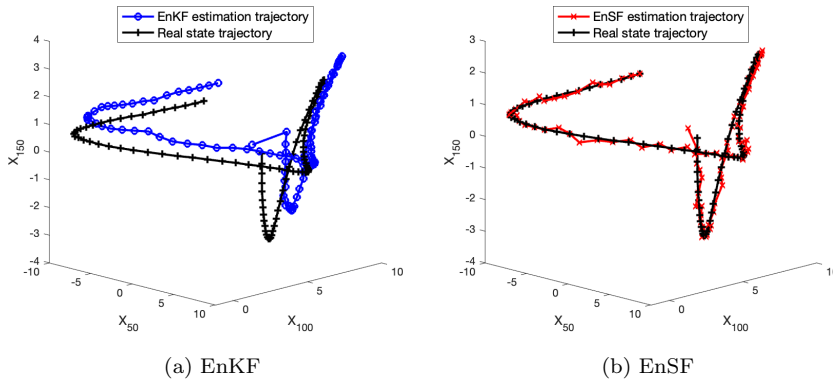 EnKF estimation trajectory
Real state trajectory
4
3
2
1
0
-1
-2
-3
-4
X150
-10
-5
0
5
10
X50
0
5
10
X100
(a) EnKF
EnSF estimation trajectory
Real state trajectory
3
2
1
0
-1
-2
-3
-4
X150
-10
-5
0
5
10
X50
0
5
10
X100
(b) EnSF